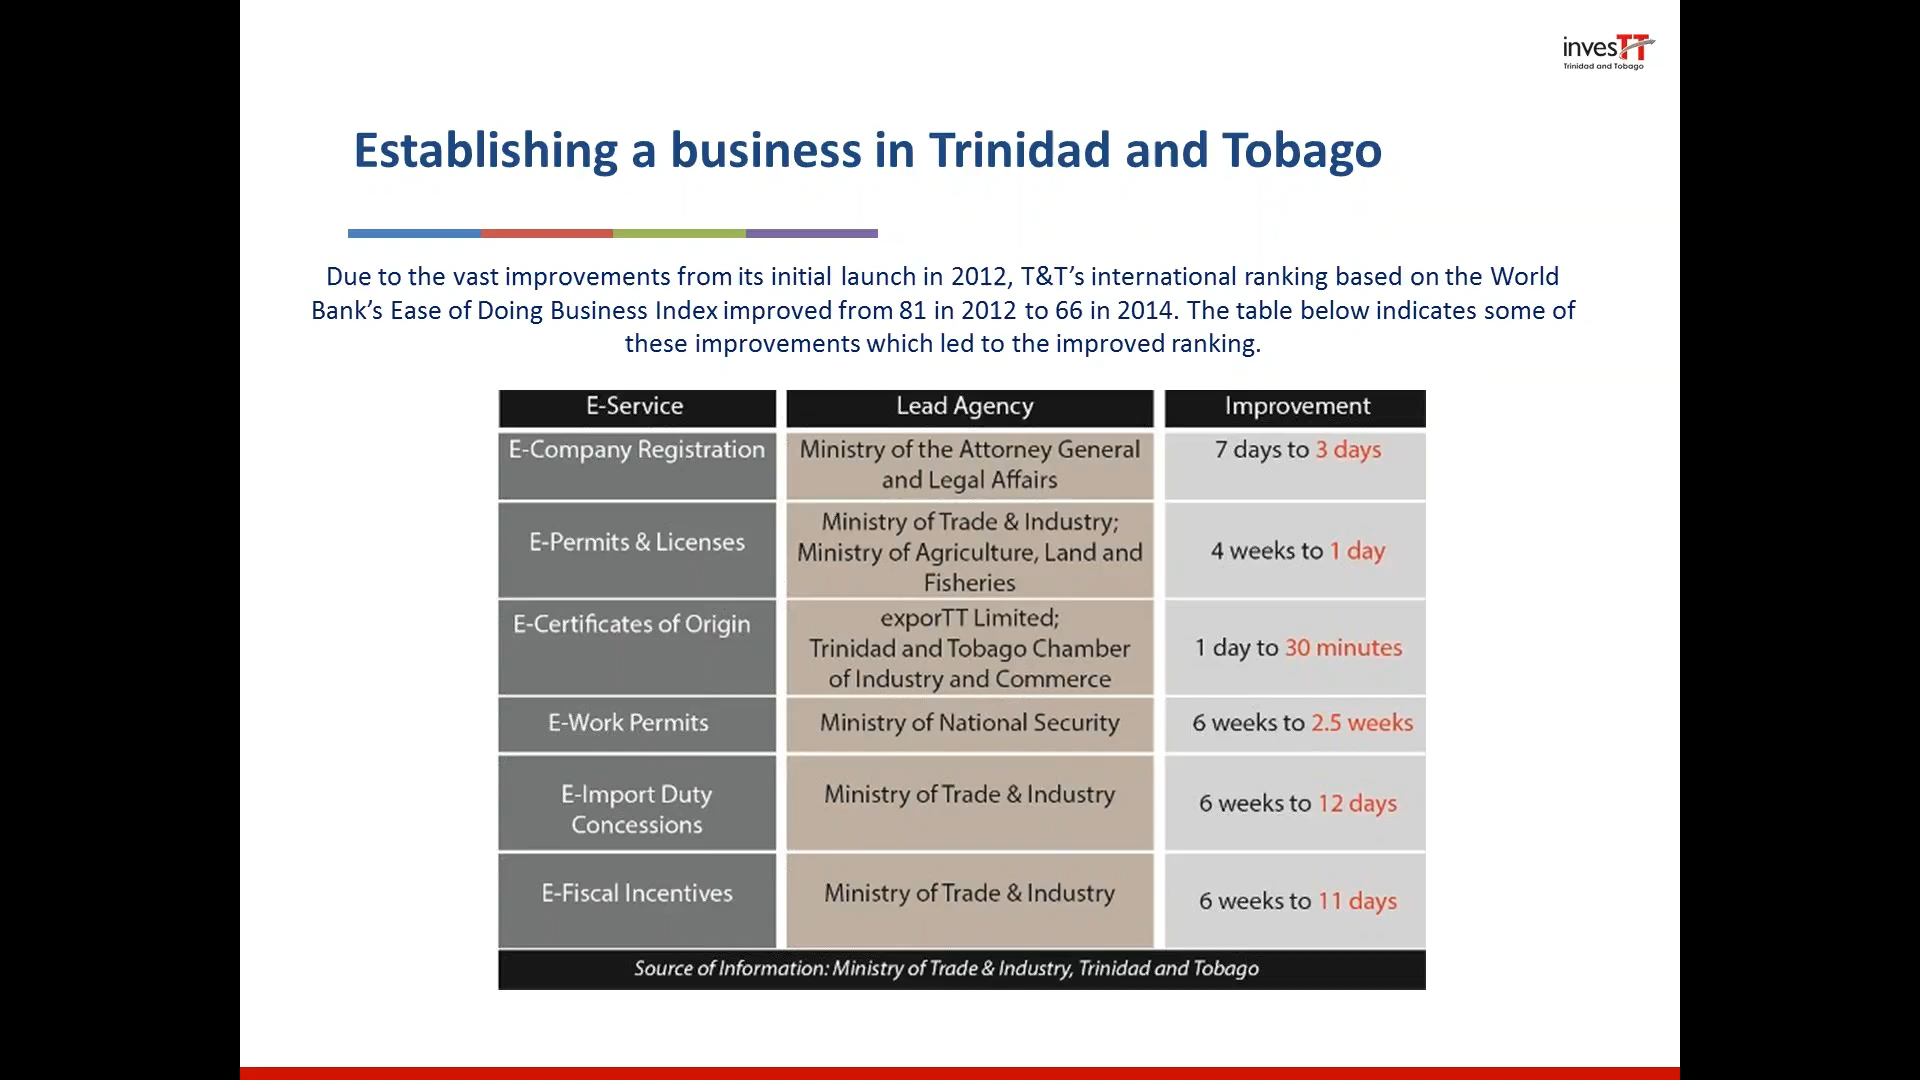 invesTT
Trinidad and Tobago
Establishing a business in Trinidad and Tobago
Due to the vast improvements from its initial launch in 2012, T&T’s international ranking based on the World
Bank’s Ease of Doing Business Index improved from 81 in 2012 to 66 in 2014. The table below indicates some of
these improvements which led to the improved ranking.
E-Service
Lead Agency
Improvement
E-Company Registration
Ministry of the Attorney General
and Legal Affairs
7 days to 3 days
E-Permits & Licenses
Ministry of Trade & Industry;
Ministry of Agriculture, Land and
Fisheries
4 weeks to 1 day
E-Certificates of Origin
exporTT Limited;
Trinidad and Tobago Chamber
of Industry and Commerce
1 day to 30 minutes
E-Work Permits
Ministry of National Security
6 weeks to 2.5 weeks
E-Import Duty
Concessions
Ministry of Trade & Industry
6 weeks to 12 days
E-Fiscal Incentives
Ministry of Trade & Industry
6 weeks to 11 days
Source of Information: Ministry of Trade & Industry, Trinidad and Tobago